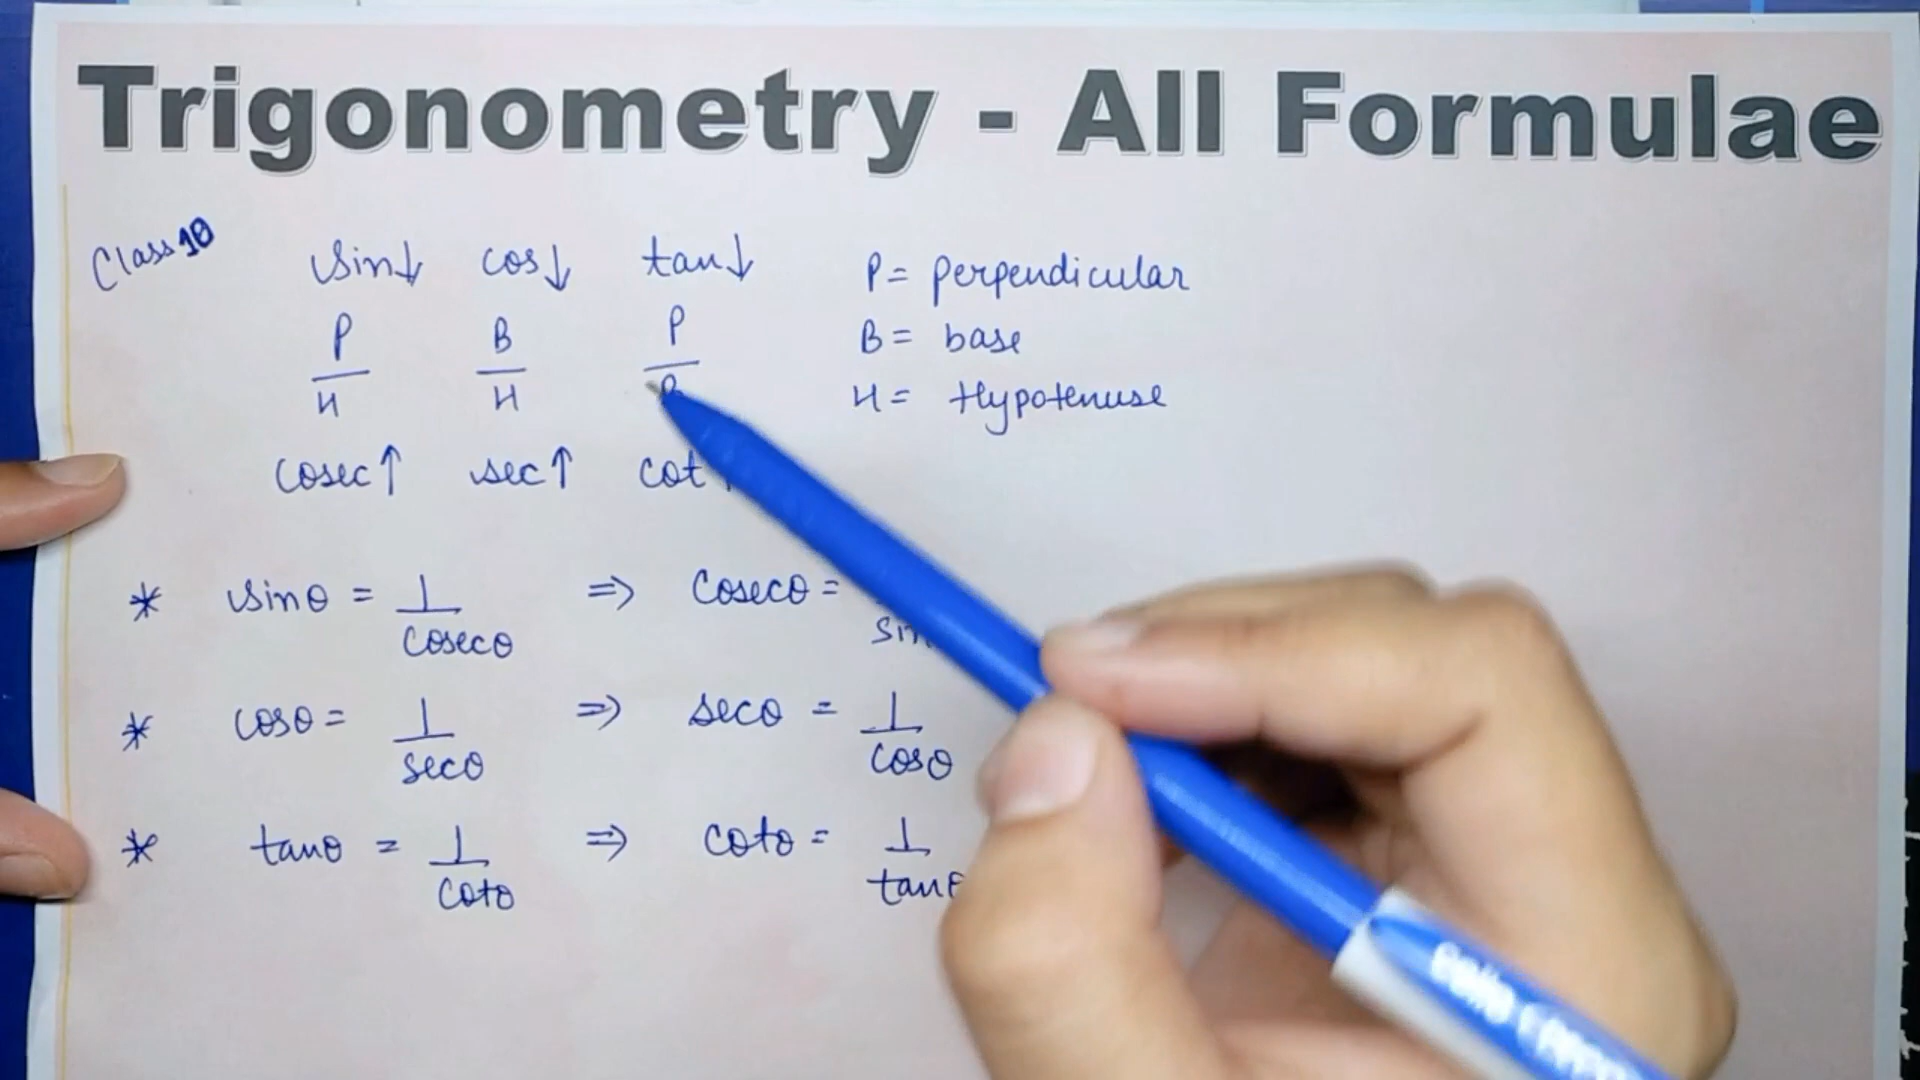 Trigonometry - All Formulae
Class 10
sin↓ cos↓ tan↓
P/H B/H P/B
cosec↑ sec↑ cot
P = perpendicular
B = base
H = Hypotenuse
* sinθ = 1/cosecθ ⇒ cosecθ =
* cosθ = 1/secθ ⇒ secθ = 1/cosθ
* tanθ = 1/cotθ ⇒ cotθ = 1/tanθ